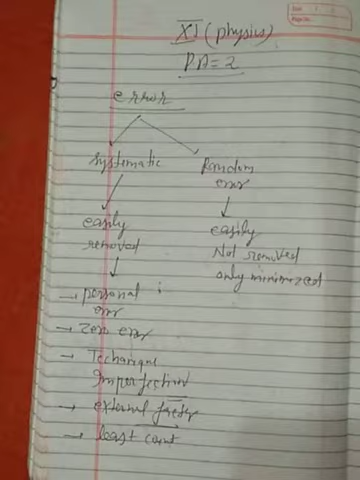 XI (physics)
PA=2
error
systematic
Random
error
easily
removed
easily
Not removed
only minimized
→ personal
error
→ zero error
→ Technique
Imperfection
→ external factor
→ least count